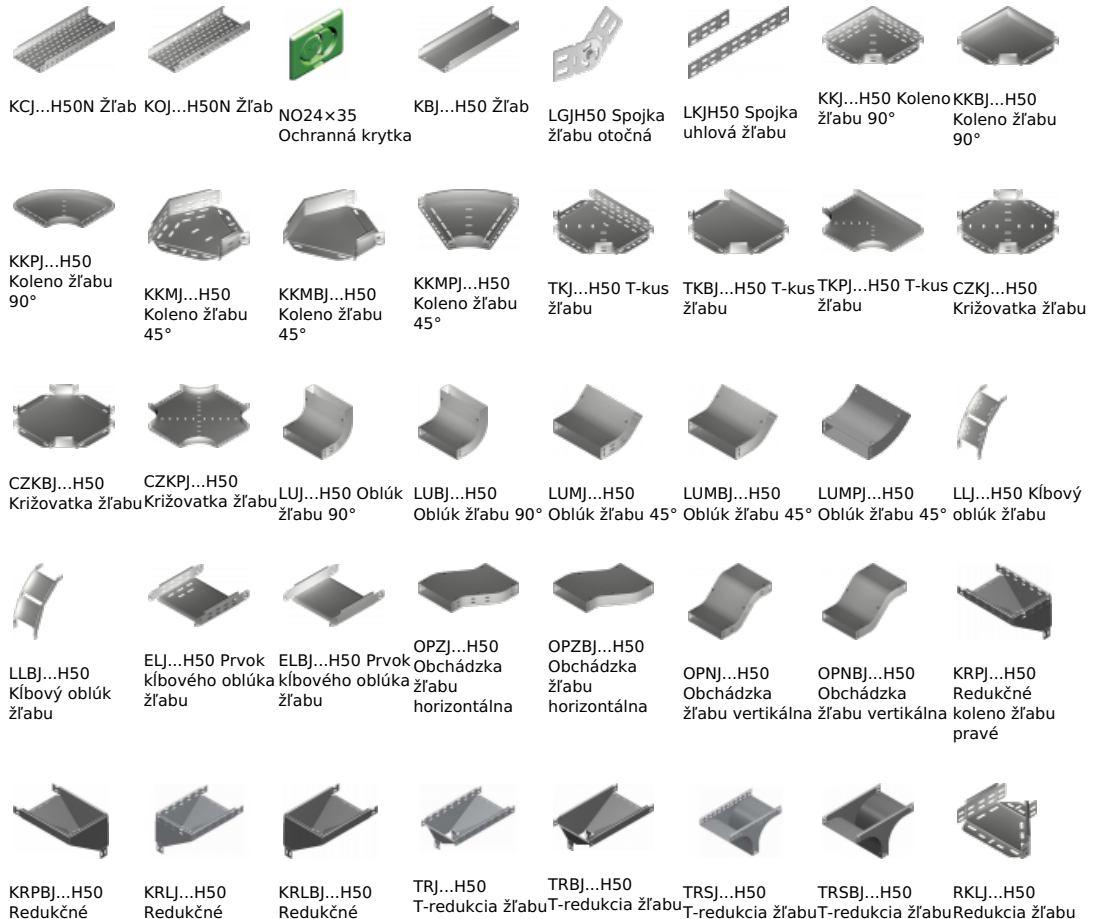 KCJ...H50N Žľab
KOJ...H50N Žľab
NO24×35
Ochranná krytka
KBJ...H50 Žľab
LGJH50 Spojka
žľabu otočná
LKJH50 Spojka
uhlová žľabu
KKJ...H50 Koleno
žľabu 90°
KKBJ...H50
Koleno žľabu
90°
KKPJ...H50
Koleno žľabu
90°
KKMJ...H50
Koleno žľabu
45°
KKMBJ...H50
Koleno žľabu
45°
KKMPJ...H50
Koleno žľabu
45°
TKJ...H50 T-kus
žľabu
TKBJ...H50 T-kus
žľabu
TKPJ...H50 T-kus
žľabu
CZKJ...H50
Križovatka žľabu
CZKBJ...H50
Križovatka žľabu
CZKPJ...H50
Križovatka žľabu
LUJ...H50 Oblúk
žľabu 90°
LUBJ...H50
Oblúk žľabu 90°
LUMJ...H50
Oblúk žľabu 45°
LUMBJ...H50
Oblúk žľabu 45°
LUMPJ...H50
Oblúk žľabu 45°
LLJ...H50 Kĺbový
oblúk žľabu
LLBJ...H50
Kĺbový oblúk
žľabu
ELJ...H50 Prvok
kĺbového oblúka
žľabu
ELBJ...H50 Prvok
kĺbového oblúka
žľabu
OPZJ...H50
Obchádzka
žľabu
horizontálna
OPZBJ...H50
Obchádzka
žľabu
horizontálna
OPNJ...H50
Obchádzka
žľabu vertikálna
OPNBJ...H50
Obchádzka
žľabu vertikálna
KRPJ...H50
Redukčné
koleno žľabu
pravé
KRPBJ...H50
Redukčné
KRLJ...H50
Redukčné
KRLBJ...H50
Redukčné
TRJ...H50
T-redukcia žľabu
TRBJ...H50
T-redukcia žľabu
TRSJ...H50
T-redukcia žľabu
TRSBJ...H50
T-redukcia žľabu
RKLJ...H50
Redukcia žľabu